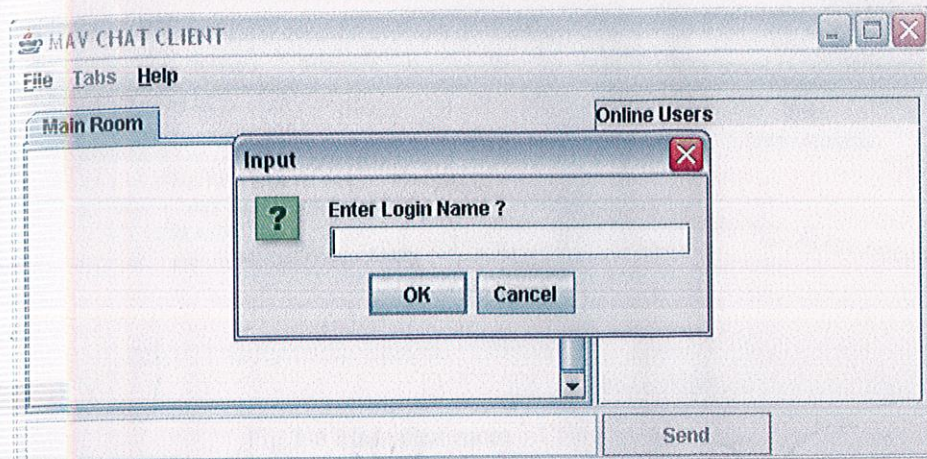 MAV CHAT CLIENT
File Tabs Help
Main Room
Online Users
Input
?
Enter Login Name ?
OK Cancel
Send